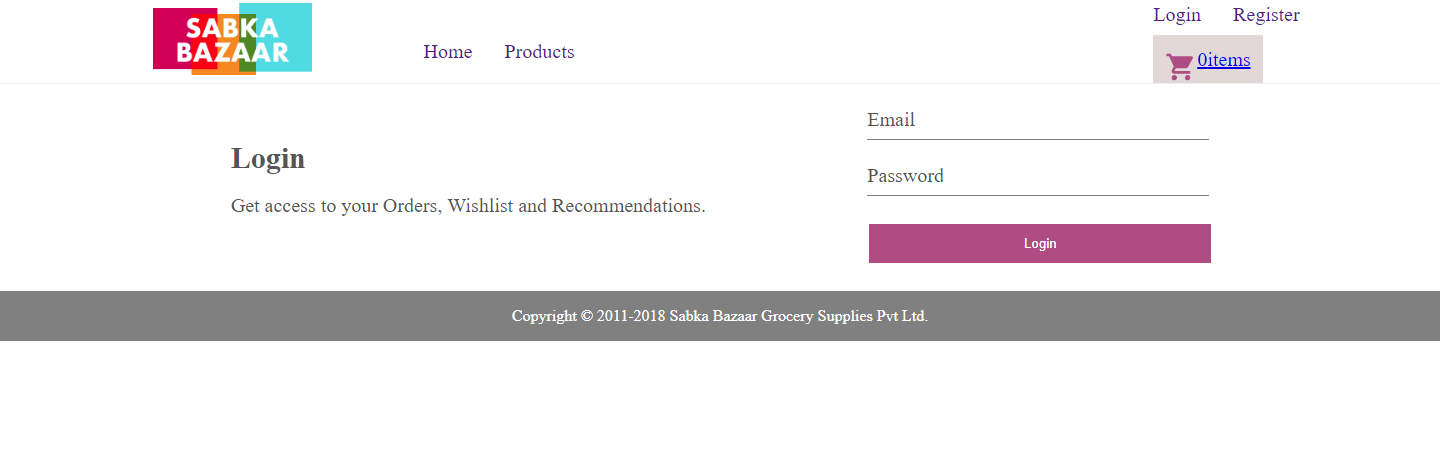 SABKA
BAZAAR
Home Products
Login Register
0items
Login
Get access to your Orders, Wishlist and Recommendations.
Email
Password
Login
Copyright © 2011-2018 Sabka Bazaar Grocery Supplies Pvt Ltd.